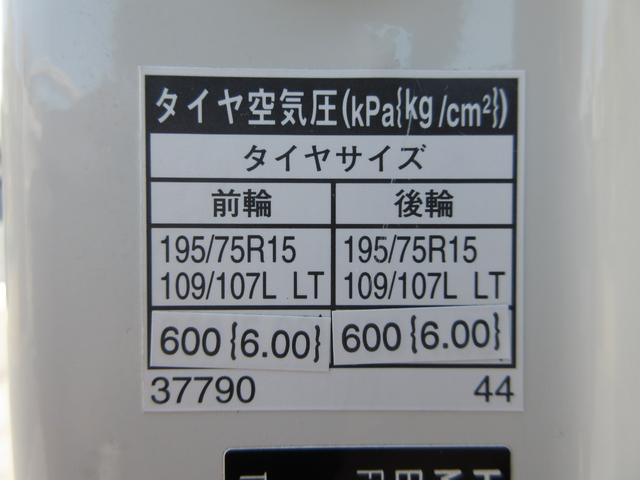 タイヤ空気圧(kPa{kg/cm²})
タイヤサイズ
前輪 後輪
195/75R15 195/75R15
109/107L LT 109/107L LT
600{6.00} 600{6.00}
37790 44